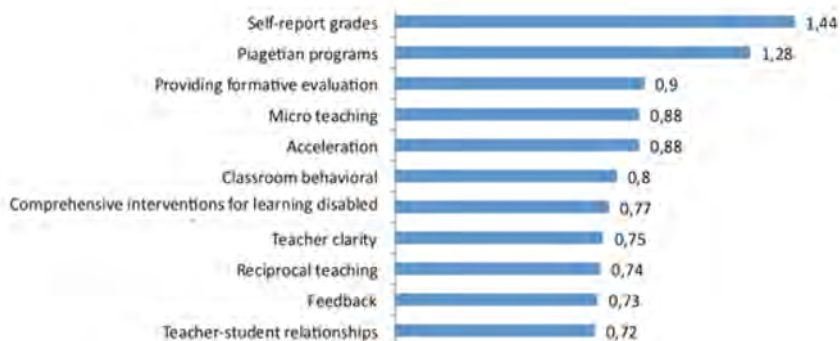 Self-report grades 1,44
Piagetian programs 1,28
Providing formative evaluation 0,9
Micro teaching 0,88
Acceleration 0,88
Classroom behavioral 0,8
Comprehensive interventions for learning disabled 0,77
Teacher clarity 0,75
Reciprocal teaching 0,74
Feedback 0,73
Teacher-student relationships 0,72